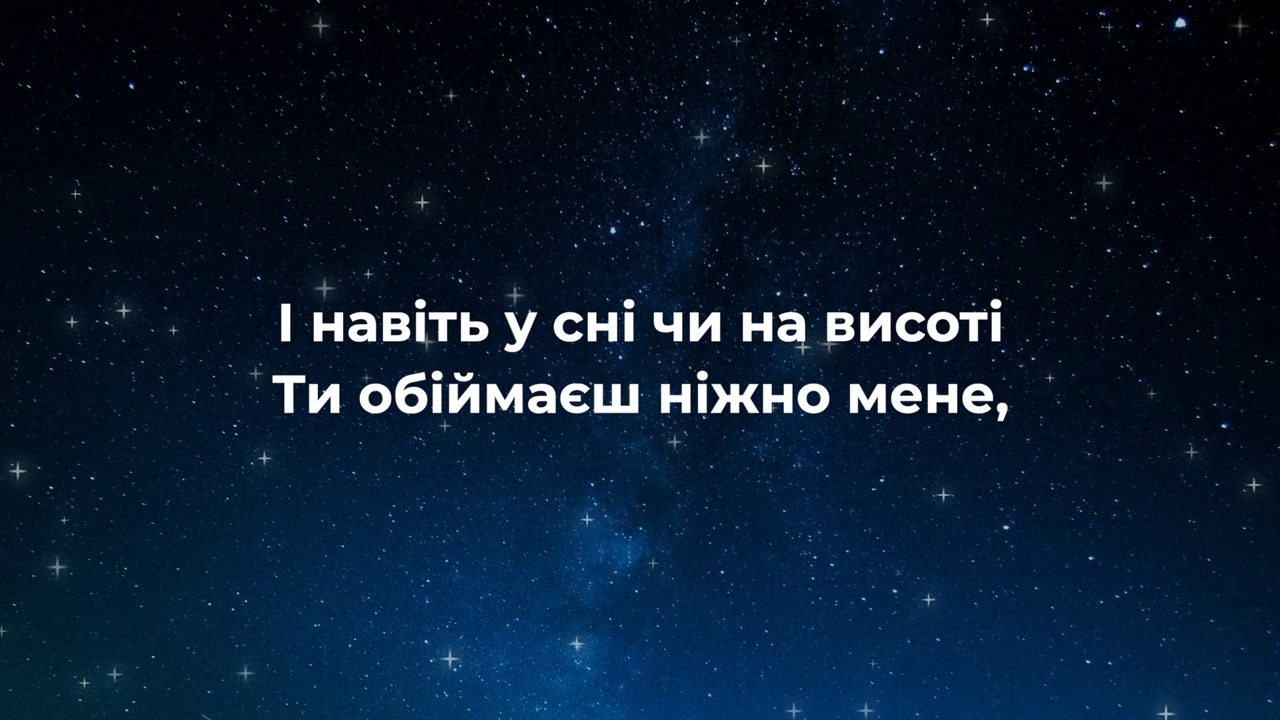 І навіть у сні чи на висоті
Ти обіймаєш ніжно мене,